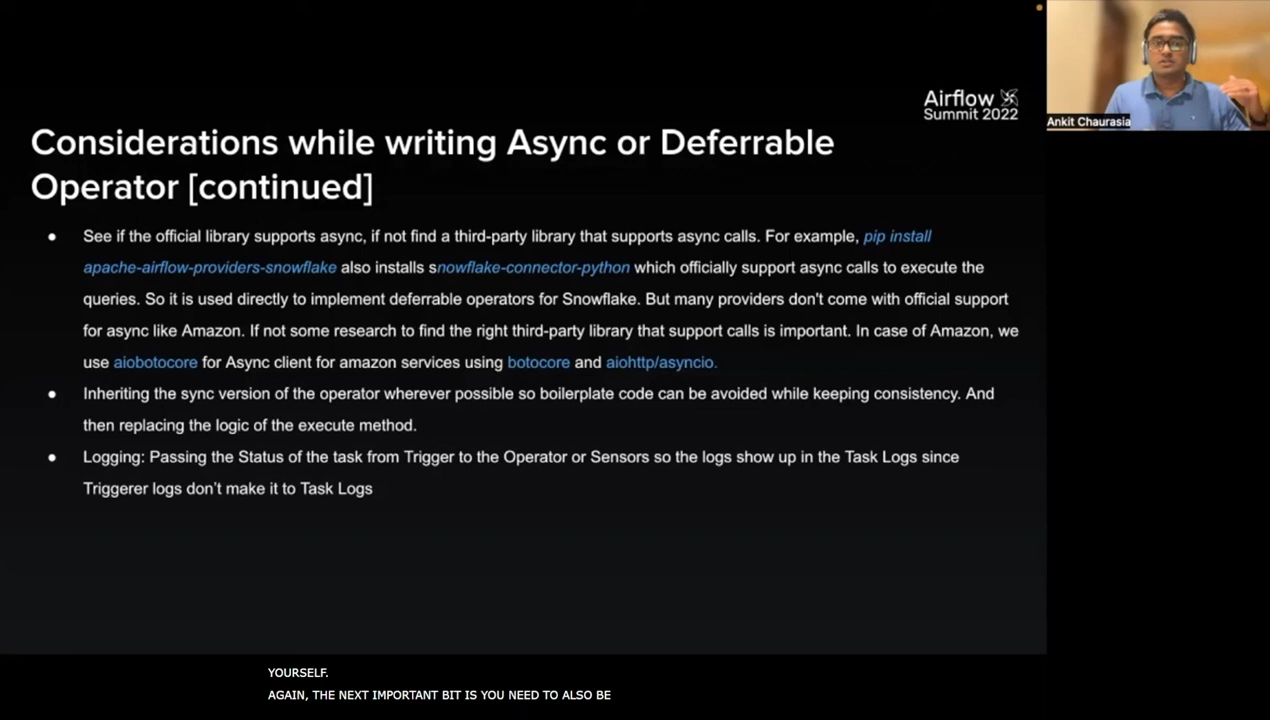 Airflow
Summit 2022
Ankit Chaurasia
Considerations while writing Async or Deferrable
Operator [continued]
● See if the official library supports async, if not find a third-party library that supports async calls. For example, pip install
apache-airflow-providers-snowflake also installs snowflake-connector-python which officially support async calls to execute the
queries. So it is used directly to implement deferrable operators for Snowflake. But many providers don't come with official support
for async like Amazon. If not some research to find the right third-party library that support calls is important. In case of Amazon, we
use aiobotocore for Async client for amazon services using botocore and aiohttp/asyncio.
● Inheriting the sync version of the operator wherever possible so boilerplate code can be avoided while keeping consistency. And
then replacing the logic of the execute method.
● Logging: Passing the Status of the task from Trigger to the Operator or Sensors so the logs show up in the Task Logs since
Triggerer logs don’t make it to Task Logs
YOURSELF.
AGAIN, THE NEXT IMPORTANT BIT IS YOU NEED TO ALSO BE